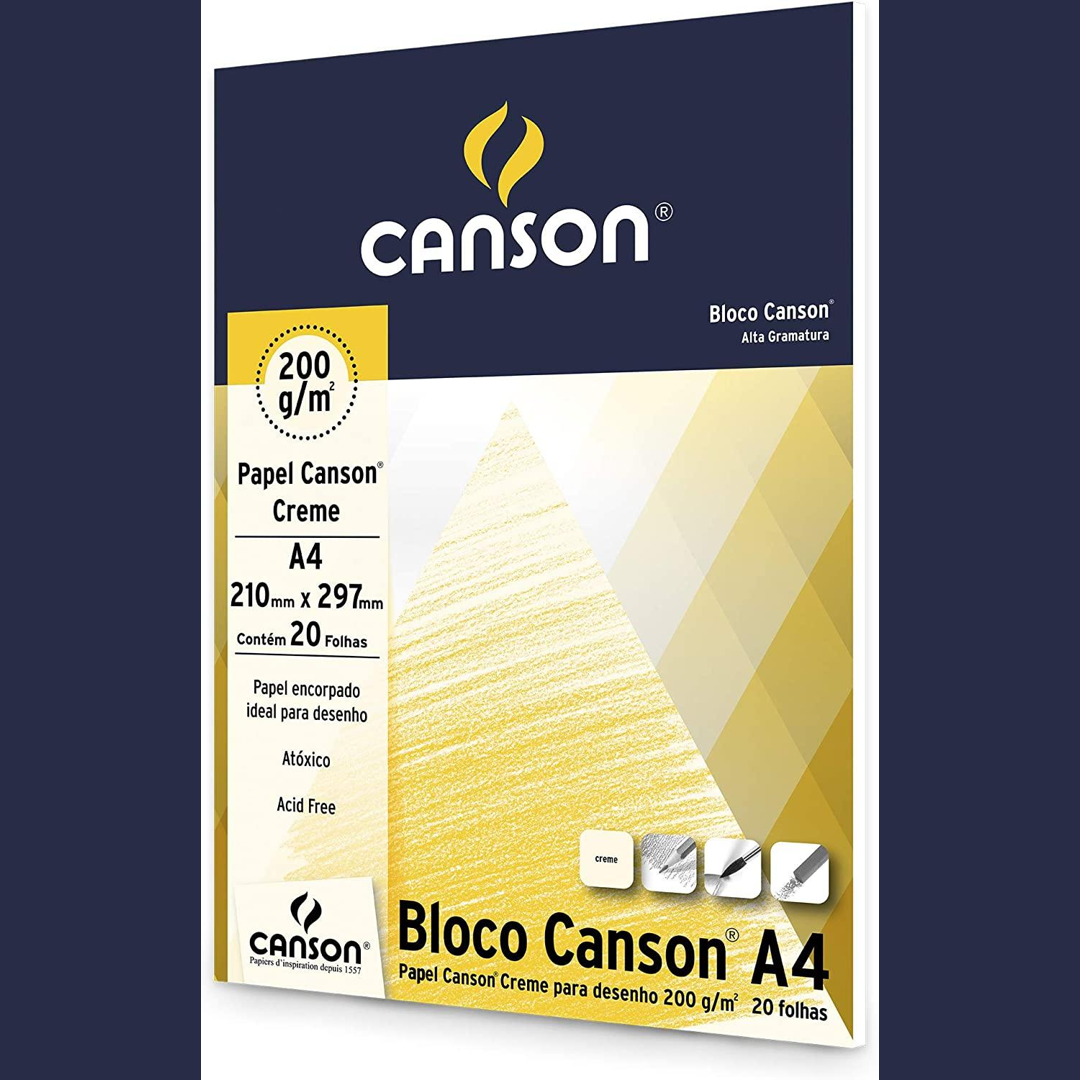 CANSON®
Bloco Canson®
Alta Gramatura
200
g/m²
Papel Canson®
Creme
A4
210mm x 297mm
Contém 20 Folhas
Papel encorpado
ideal para desenho
Atóxico
Acid Free
CANSON®
Papiers d'inspiration depuis 1557
creme
Bloco Canson® A4
Papel Canson® Creme para desenho 200 g/m² 20 folhas